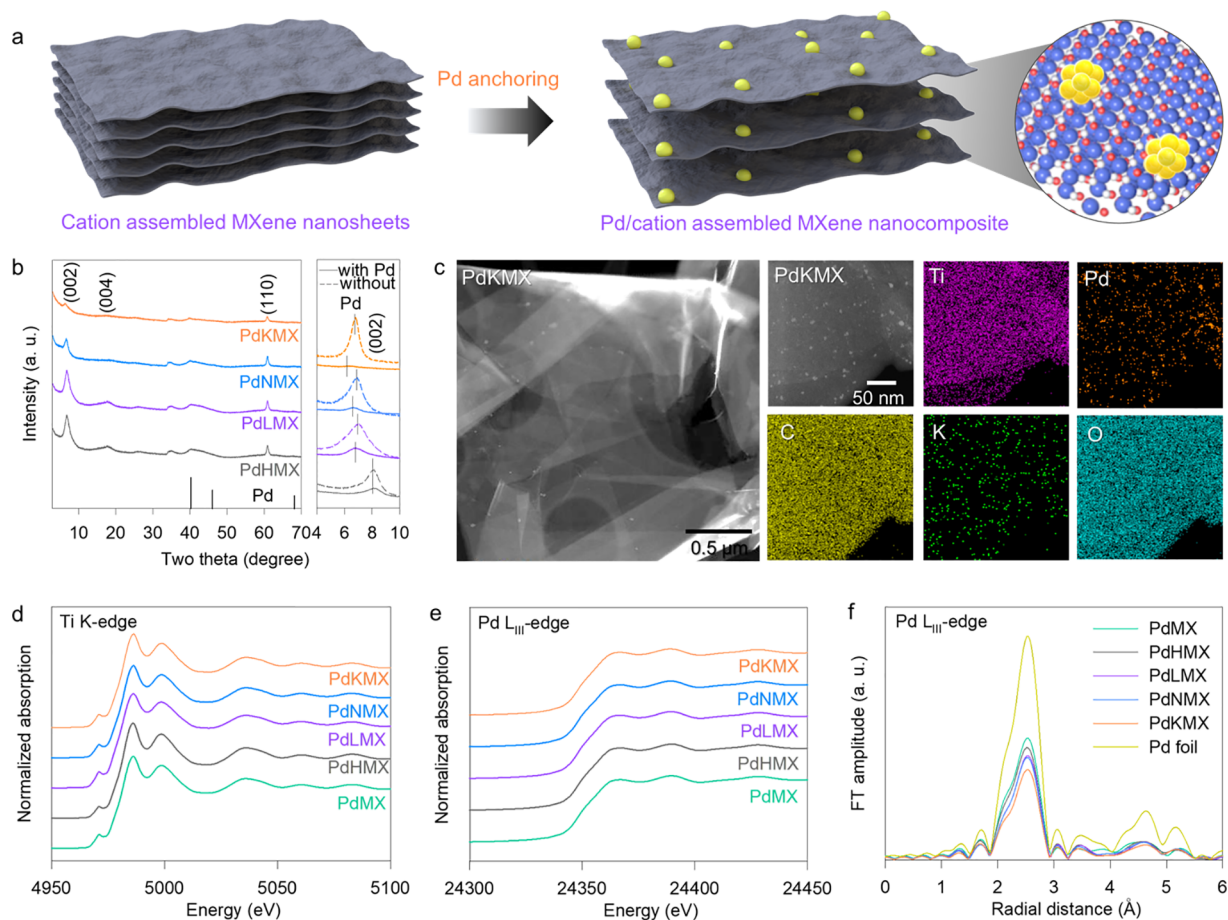 a
Pd anchoring
Cation assembled MXene nanosheets
Pd/cation assembled MXene nanocomposite
b
Intensity (a. u.)
(002)
(004)
(110)
PdKMX
PdNMX
PdLMX
PdHMX
Pd
10 20 30 40 50 60 70
Two theta (degree)
with Pd
without
Pd
(002)
4 6 8 10
c
PdKMX
0.5 μm
PdKMX
50 nm
Ti
Pd
C
K
O
d
Ti K-edge
Normalized absorption
PdKMX
PdNMX
PdLMX
PdHMX
PdMX
4950 5000 5050 5100
Energy (eV)
e
Pd LIII-edge
Normalized absorption
PdKMX
PdNMX
PdLMX
PdHMX
PdMX
24300 24350 24400 24450
Energy (eV)
f
Pd LIII-edge
FT amplitude (a. u.)
PdMX
PdHMX
PdLMX
PdNMX
PdKMX
Pd foil
0 1 2 3 4 5 6
Radial distance (Å)